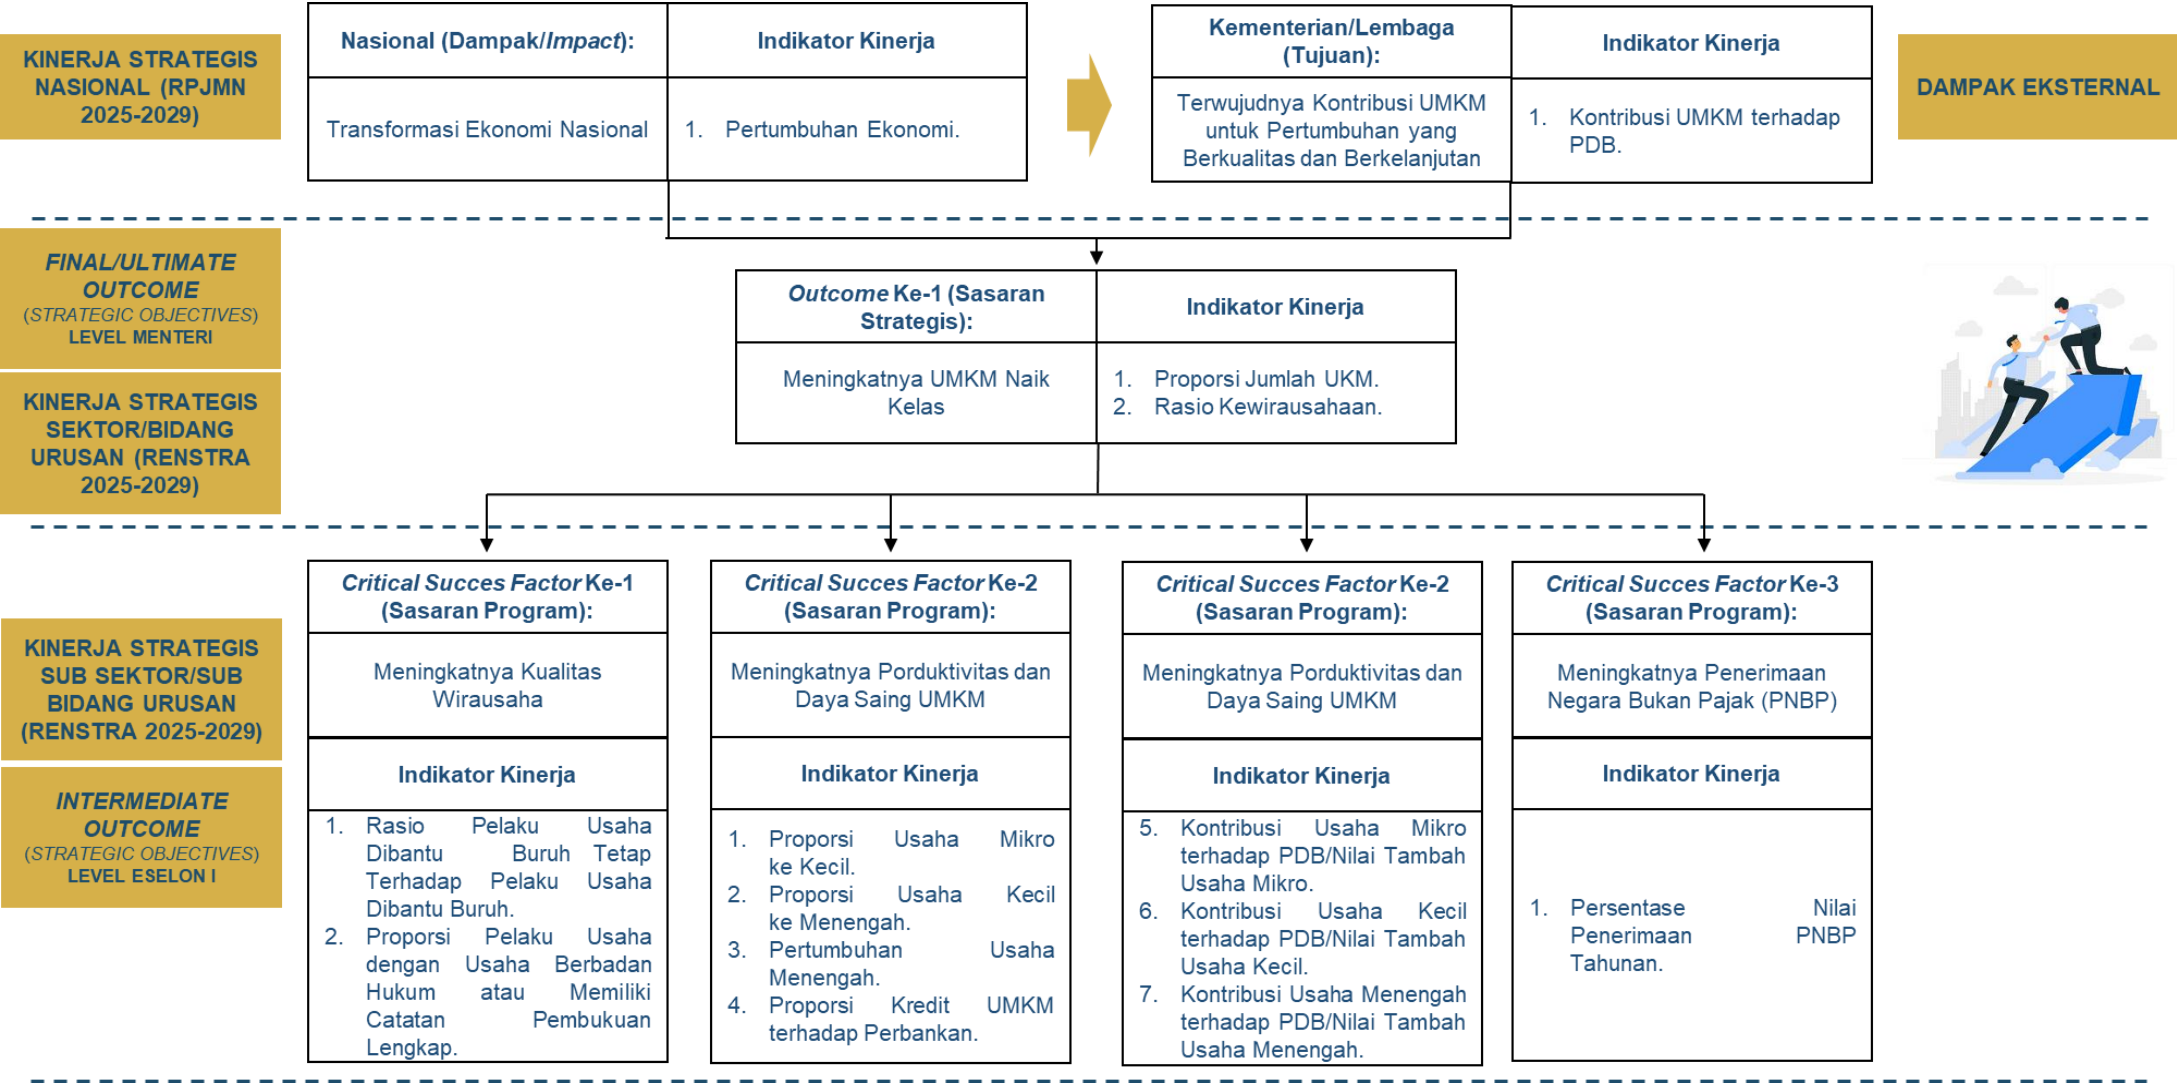 KINERJA STRATEGIS
NASIONAL (RPJMN
2025-2029)
Nasional (Dampak/Impact):
Indikator Kinerja
Transformasi Ekonomi Nasional
1. Pertumbuhan Ekonomi.
Kementerian/Lembaga
(Tujuan):
Indikator Kinerja
Terwujudnya Kontribusi UMKM
untuk Pertumbuhan yang
Berkualitas dan Berkelanjutan
1. Kontribusi UMKM terhadap
PDB.
DAMPAK EKSTERNAL
FINAL/ULTIMATE
OUTCOME
(STRATEGIC OBJECTIVES)
LEVEL MENTERI
KINERJA STRATEGIS
SEKTOR/BIDANG
URUSAN (RENSTRA
2025-2029)
Outcome Ke-1 (Sasaran
Strategis):
Indikator Kinerja
Meningkatnya UMKM Naik
Kelas
1. Proporsi Jumlah UKM.
2. Rasio Kewirausahaan.
KINERJA STRATEGIS
SUB SEKTOR/SUB
BIDANG URUSAN
(RENSTRA 2025-2029)
INTERMEDIATE
OUTCOME
(STRATEGIC OBJECTIVES)
LEVEL ESELON I
Critical Succes Factor Ke-1
(Sasaran Program):
Meningkatnya Kualitas
Wirausaha
Indikator Kinerja
1. Rasio Pelaku Usaha
Dibantu Buruh Tetap
Terhadap Pelaku Usaha
Dibantu Buruh.
2. Proporsi Pelaku Usaha
dengan Usaha Berbadan
Hukum atau Memiliki
Catatan Pembukuan
Lengkap.
Critical Succes Factor Ke-2
(Sasaran Program):
Meningkatnya Porduktivitas dan
Daya Saing UMKM
Indikator Kinerja
1. Proporsi Usaha Mikro
ke Kecil.
2. Proporsi Usaha Kecil
ke Menengah.
3. Pertumbuhan Usaha
Menengah.
4. Proporsi Kredit UMKM
terhadap Perbankan.
Critical Succes Factor Ke-2
(Sasaran Program):
Meningkatnya Porduktivitas dan
Daya Saing UMKM
Indikator Kinerja
5. Kontribusi Usaha Mikro
terhadap PDB/Nilai Tambah
Usaha Mikro.
6. Kontribusi Usaha Kecil
terhadap PDB/Nilai Tambah
Usaha Kecil.
7. Kontribusi Usaha Menengah
terhadap PDB/Nilai Tambah
Usaha Menengah.
Critical Succes Factor Ke-3
(Sasaran Program):
Meningkatnya Penerimaan
Negara Bukan Pajak (PNBP)
Indikator Kinerja
1. Persentase Nilai
Penerimaan PNBP
Tahunan.